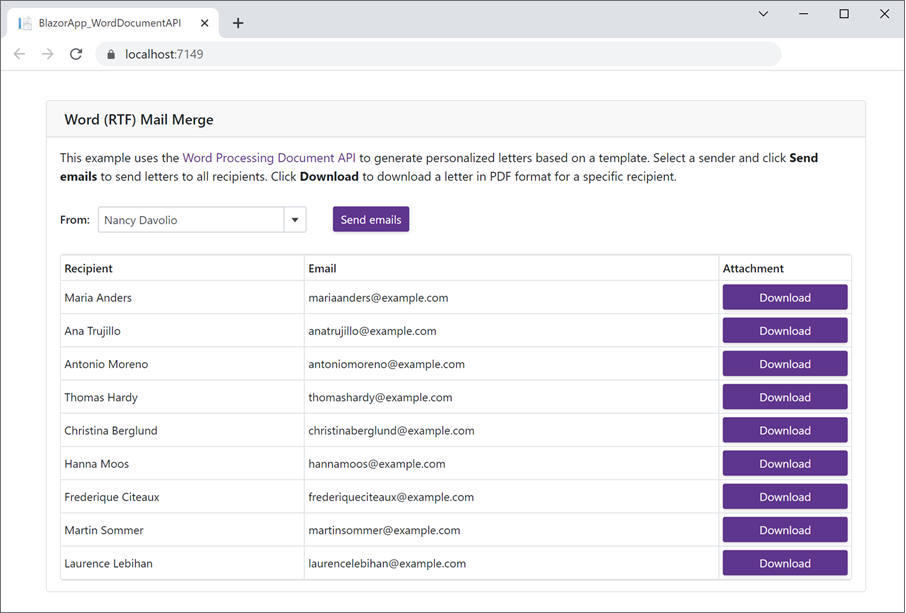 BlazorApp_WordDocumentAPI
localhost:7149
Word (RTF) Mail Merge
This example uses the Word Processing Document API to generate personalized letters based on a template. Select a sender and click Send
emails to send letters to all recipients. Click Download to download a letter in PDF format for a specific recipient.
From: Nancy Davolio Send emails
Recipient Email Attachment
Maria Anders mariaanders@example.com Download
Ana Trujillo anatrujillo@example.com Download
Antonio Moreno antoniomoreno@example.com Download
Thomas Hardy thomashardy@example.com Download
Christina Berglund christinaberglund@example.com Download
Hanna Moos hannamoos@example.com Download
Frederique Citeaux frederiqueciteaux@example.com Download
Martin Sommer martinsommer@example.com Download
Laurence Lebihan laurencelebihan@example.com Download